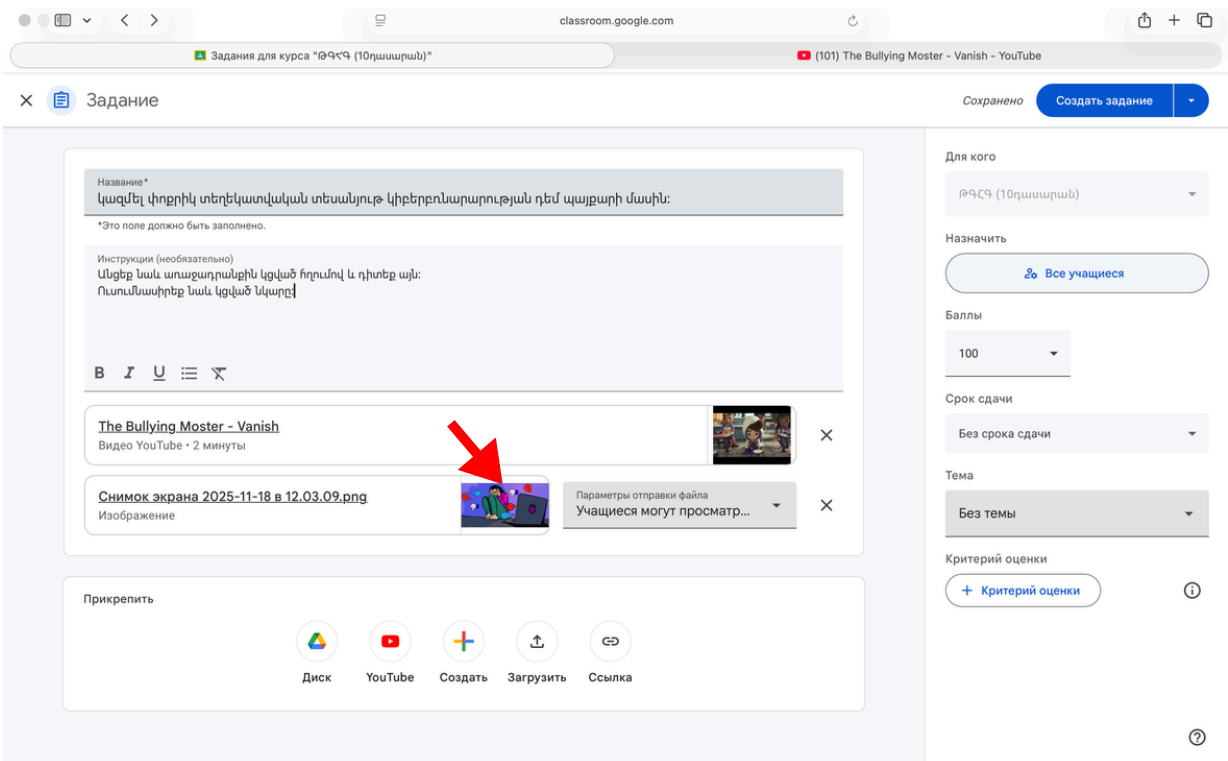 classroom.google.com
Задания для курса "ԹԳՀԳ (10դասարան)"
(101) The Bullying Moster - Vanish - YouTube
Задание
Сохранено
Создать задание
Название*
կազմել փոքրիկ տեղեկատվական տեսանյութ կիբերբռնարարության դեմ պայքարի մասին:
*Это поле должно быть заполнено.
Инструкции (необязательно)
Անցեք նաև առաջադրանքին կցված հղումով և դիտեք այն:
Ուսումնասիրեք նաև կցված նկարը:
B I U
The Bullying Moster - Vanish
Видео YouTube • 2 минуты
Снимок экрана 2025-11-18 в 12.03.09.png
Изображение
Параметры отправки файла
Учащиеся могут просматр...
Прикрепить
Диск
YouTube
Создать
Загрузить
Ссылка
Для кого
ԹԳՀԳ (10դասարան)
Назначить
Все учащиеся
Баллы
100
Срок сдачи
Без срока сдачи
Тема
Без темы
Критерий оценки
+ Критерий оценки